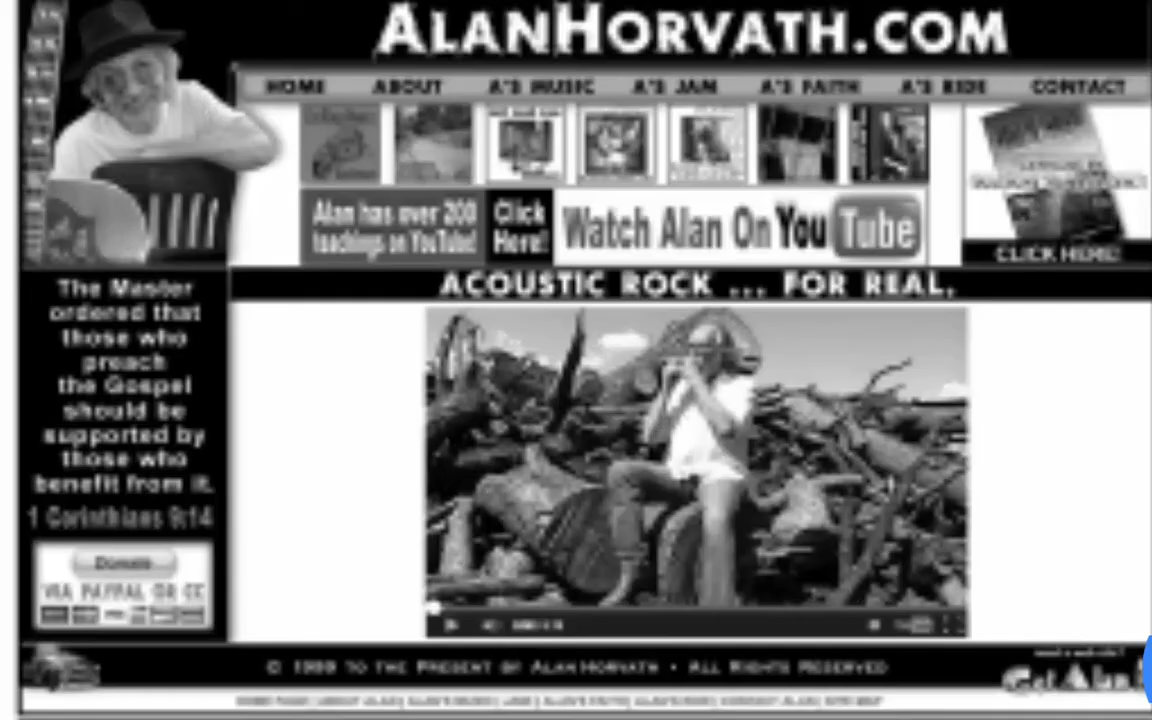 ALANHORVATH.COM
HOME ABOUT A'S MUSIC A'S JAM A'S FAITH A'S RIDE CONTACT
Alan has over 200
teachings on YouTube!
Click
Here!
Watch Alan On YouTube
CLICK HERE!
ACOUSTIC ROCK ... FOR REAL.
The Master
ordered that
those who
preach
the Gospel
should be
supported by
those who
benefit from it.
1 Corinthians 9:14
Donate
VIA PAYPAL OR CC
© 1999 TO THE PRESENT BY ALANHORVATH • ALL RIGHTS RESERVED
Get Alan